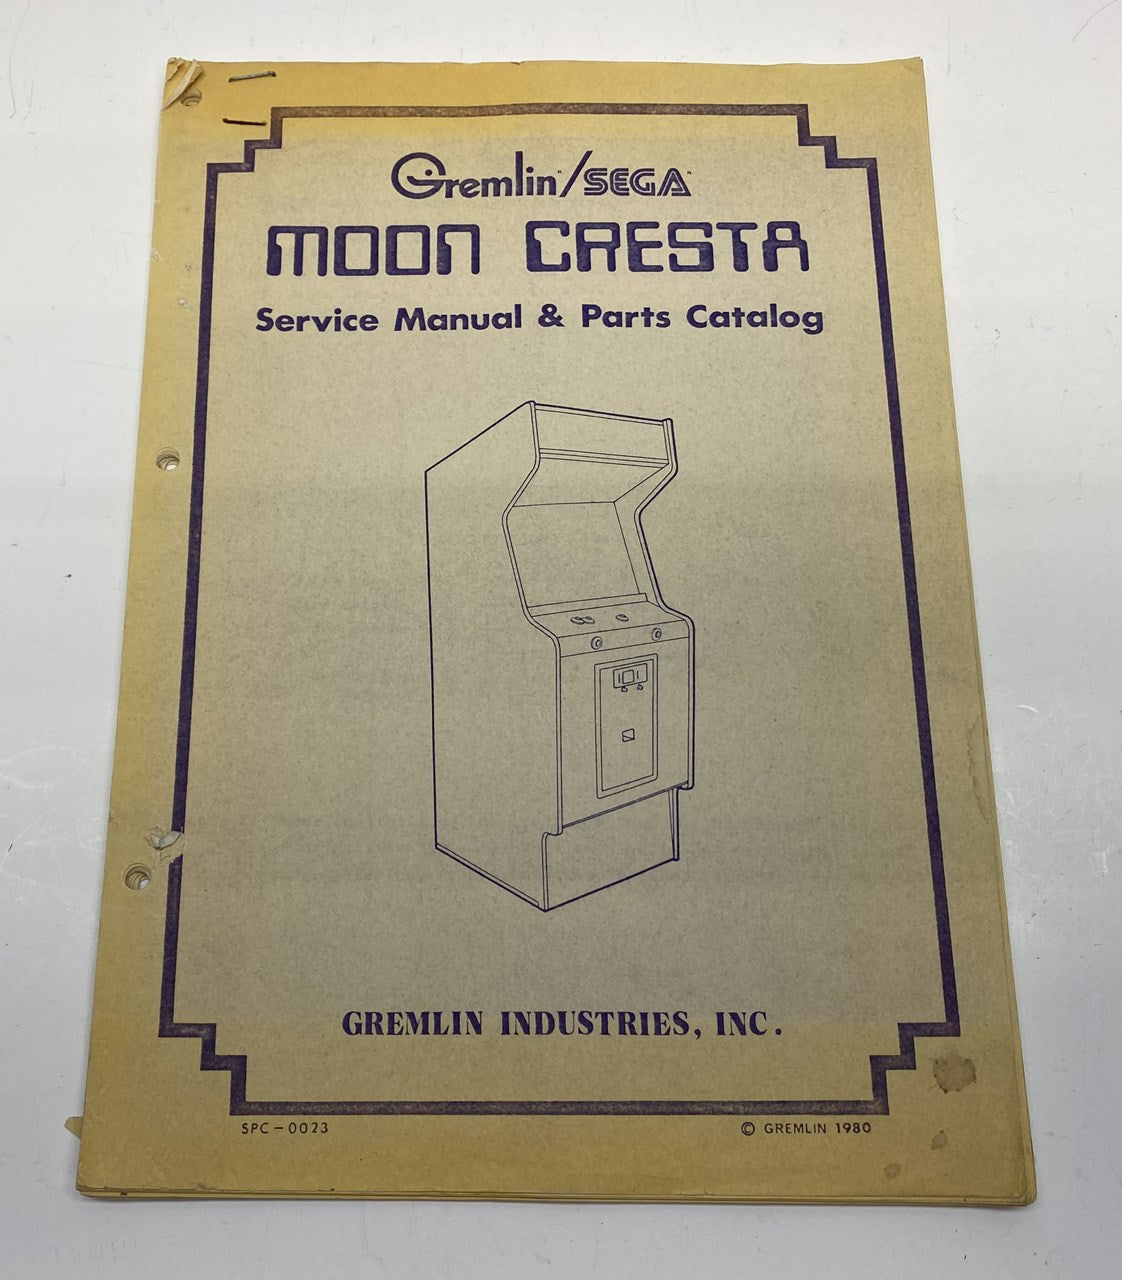 Gremlin/SEGA
MOON CRESTA
Service Manual & Parts Catalog
GREMLIN INDUSTRIES, INC.
SPC-0023
© GREMLIN 1980